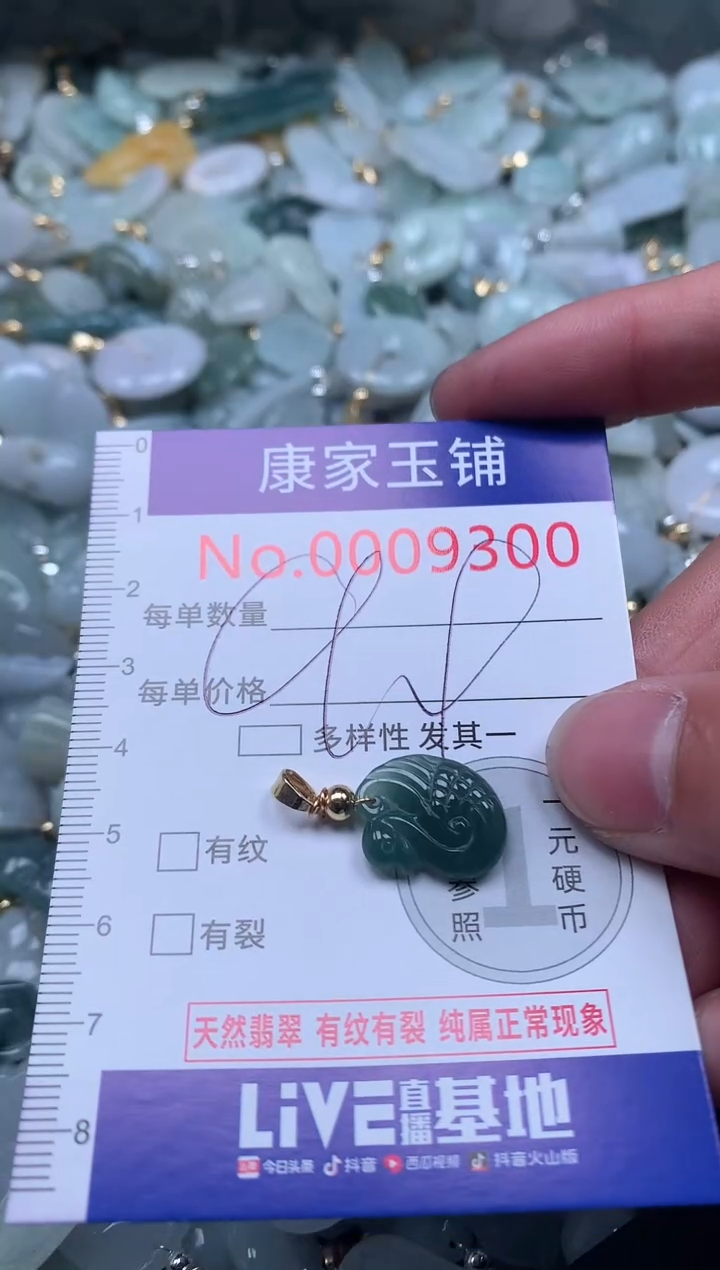 康家玉铺
No.0009300
每单数量
每单价格
多样性 发其一
有纹
有裂
参照
1
一元硬币
天然翡翠 有纹有裂 纯属正常现象
LiVE直播基地
今日头条 抖音 西瓜视频 抖音火山版
0
1
2
3
4
5
6
7
8